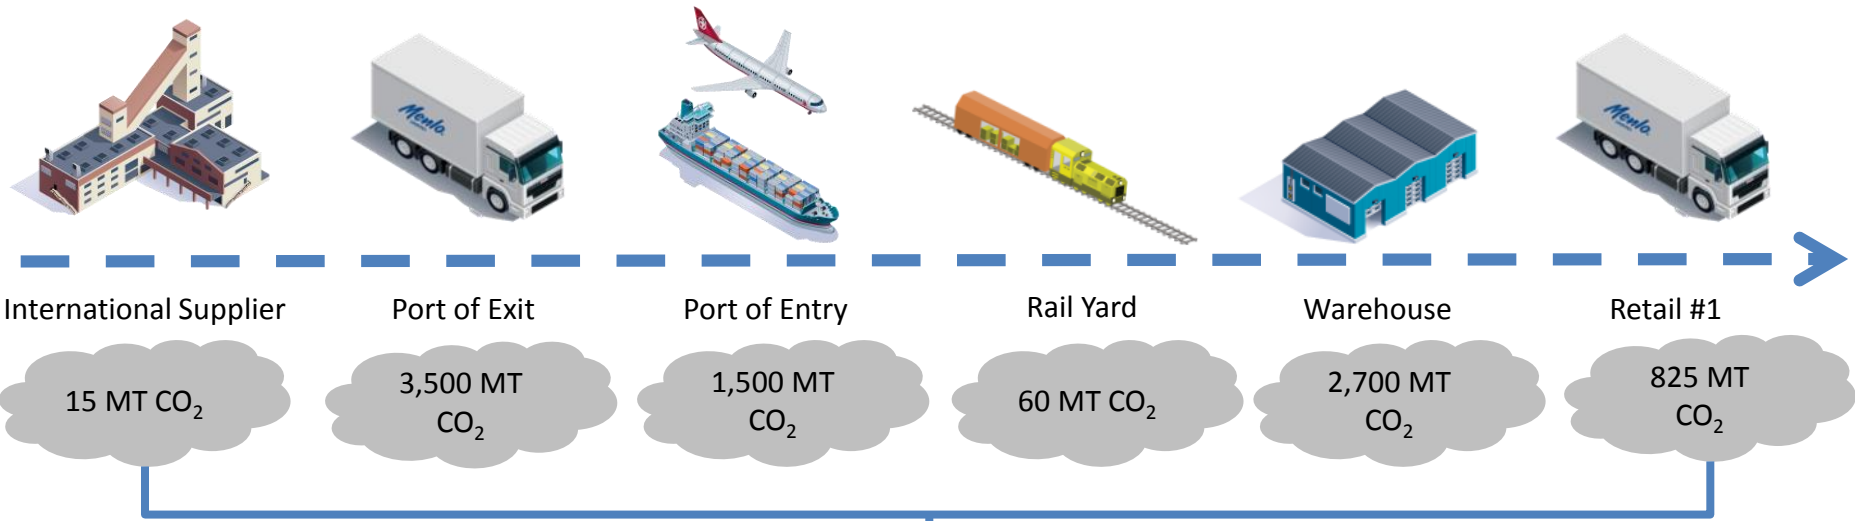 Menlo
Menlo
International Supplier
Port of Exit
Port of Entry
Rail Yard
Warehouse
Retail #1
15 MT CO₂
3,500 MT
CO₂
1,500 MT
CO₂
60 MT CO₂
2,700 MT
CO₂
825 MT
CO₂